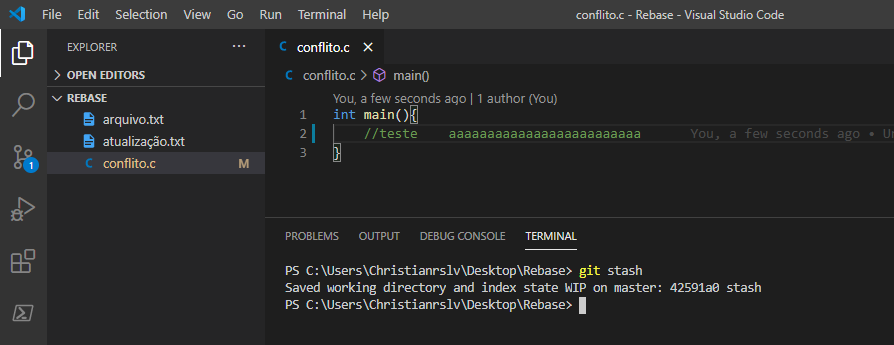 File Edit Selection View Go Run Terminal Help conflito.c - Rebase - Visual Studio Code
EXPLORER ···
OPEN EDITORS
REBASE
arquivo.txt
atualização.txt
C conflito.c M
1
C conflito.c ×
C conflito.c > main()
You, a few seconds ago | 1 author (You)
1 int main(){
2 //teste aaaaaaaaaaaaaaaaaaaaaaaaa You, a few seconds ago • Un
3 }
PROBLEMS OUTPUT DEBUG CONSOLE TERMINAL
PS C:\Users\Christianrslv\Desktop\Rebase> git stash
Saved working directory and index state WIP on master: 42591a0 stash
PS C:\Users\Christianrslv\Desktop\Rebase>